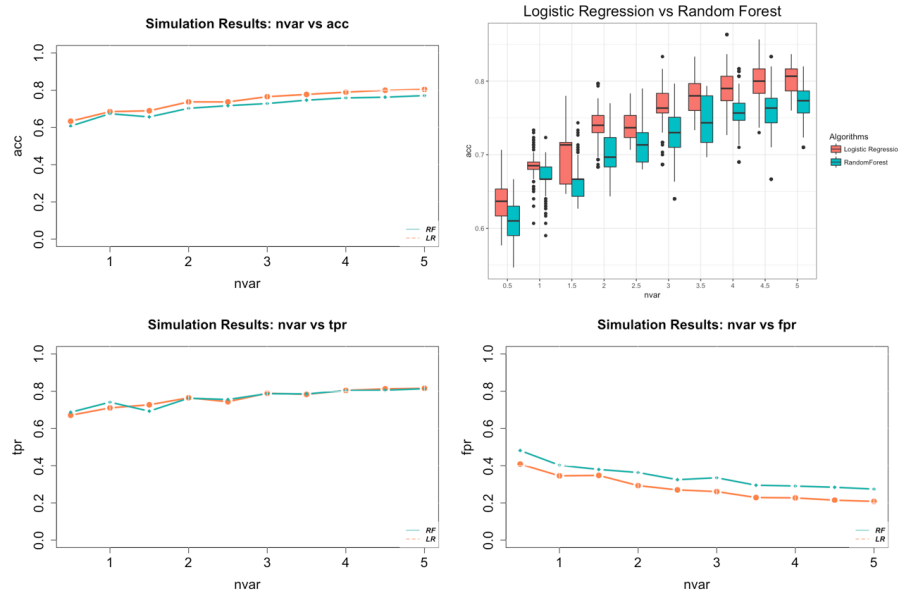 Simulation Results: nvar vs acc
1.0
0.8
0.6
0.4
0.2
0.0
acc
1 2 3 4 5
nvar
RF
LR
Logistic Regression vs Random Forest
0.8
0.7
0.6
acc
0.5 1 1.5 2 2.5 3 3.5 4 4.5 5
nvar
Algorithms
Logistic Regressio
RandomForest
Simulation Results: nvar vs tpr
1.0
0.8
0.6
0.4
0.2
0.0
tpr
1 2 3 4 5
nvar
RF
LR
Simulation Results: nvar vs fpr
1.0
0.8
0.6
0.4
0.2
0.0
fpr
1 2 3 4 5
nvar
RF
LR